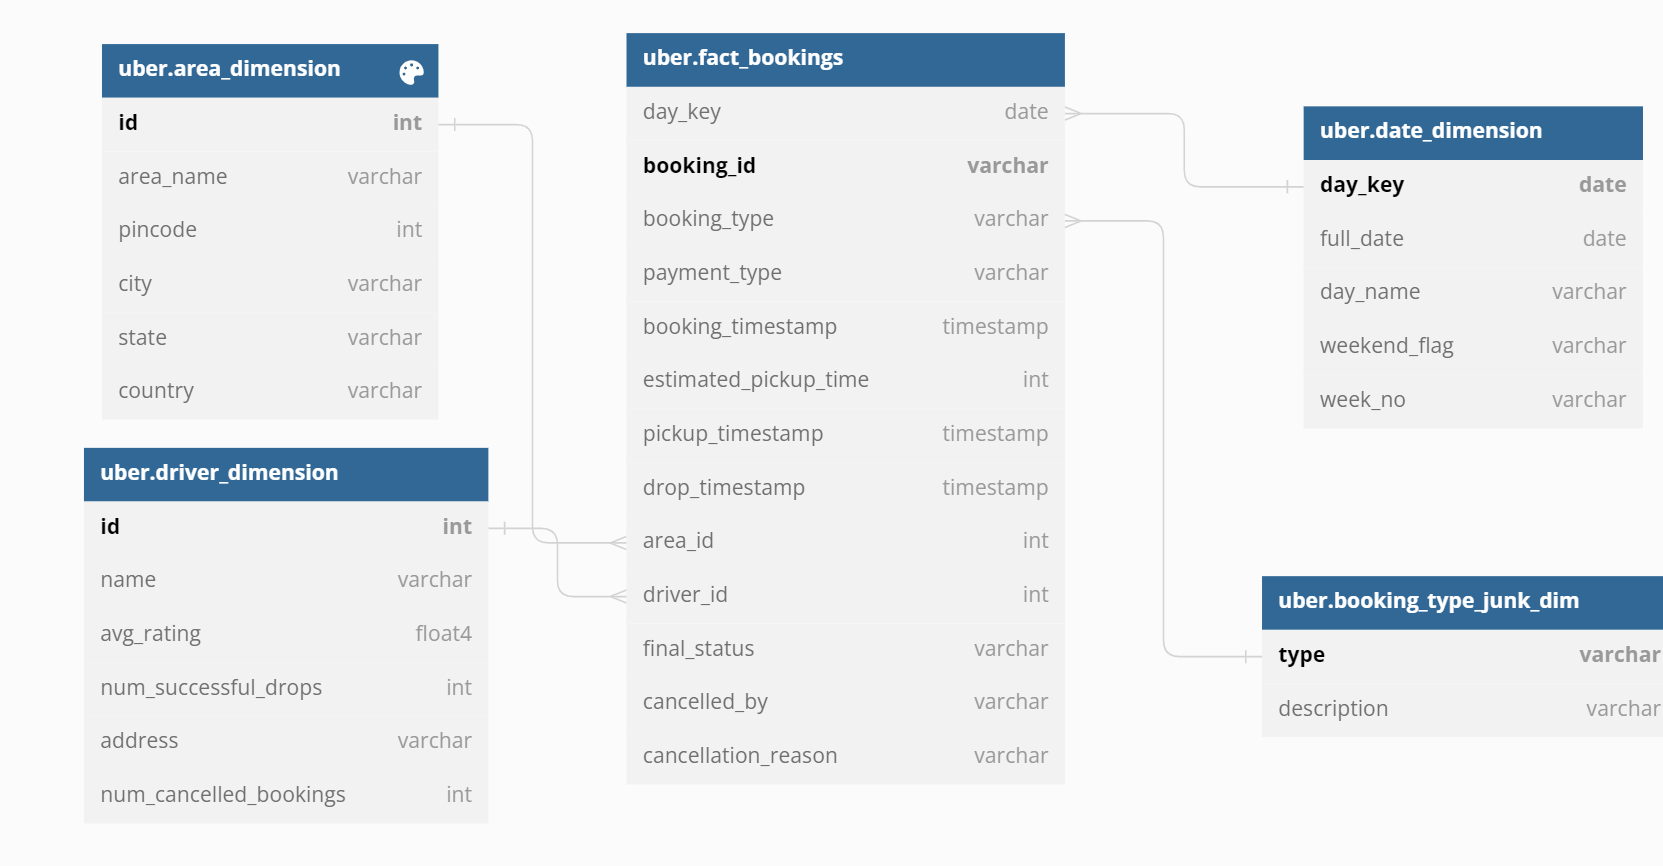 uber.area_dimension
id int
area_name varchar
pincode int
city varchar
state varchar
country varchar
uber.driver_dimension
id int
name varchar
avg_rating float4
num_successful_drops int
address varchar
num_cancelled_bookings int
uber.fact_bookings
day_key date
booking_id varchar
booking_type varchar
payment_type varchar
booking_timestamp timestamp
estimated_pickup_time int
pickup_timestamp timestamp
drop_timestamp timestamp
area_id int
driver_id int
final_status varchar
cancelled_by varchar
cancellation_reason varchar
uber.date_dimension
day_key date
full_date date
day_name varchar
weekend_flag varchar
week_no varchar
uber.booking_type_junk_dim
type varchar
description varchar